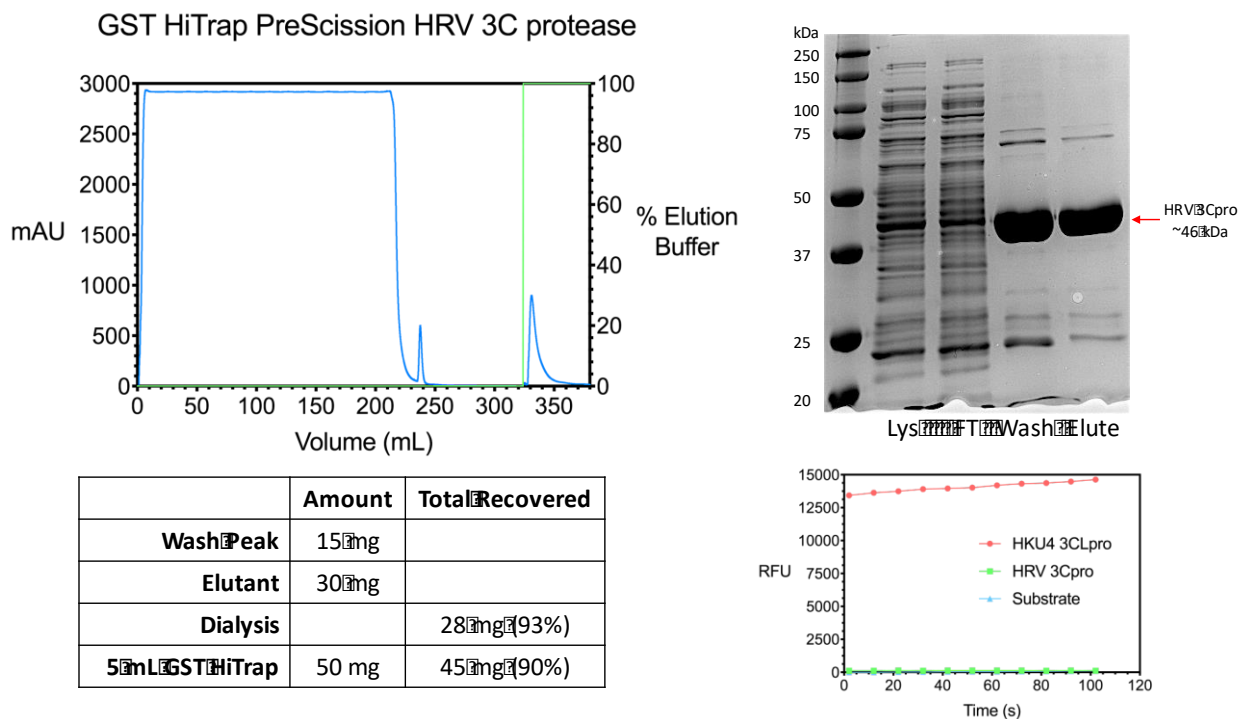 GST HiTrap PreScission HRV 3C protease
3000
2500
2000
1500
1000
500
0
mAU
100
80
60
40
20
0
% Elution
Buffer
0 50 100 150 200 250 300 350
Volume (mL)
kDa
250
150
100
75
50
37
25
20
HRV 3Cpro
~46 kDa
Lys FT Wash Elute
Amount Total Recovered
Wash Peak 15 mg
Elutant 30 mg
Dialysis 28 mg (93%)
5 mL GST HiTrap 50 mg 45 mg (90%)
15000
12500
10000
7500
5000
2500
0
RFU
HKU4 3CLpro
HRV 3Cpro
Substrate
0 20 40 60 80 100 120
Time (s)